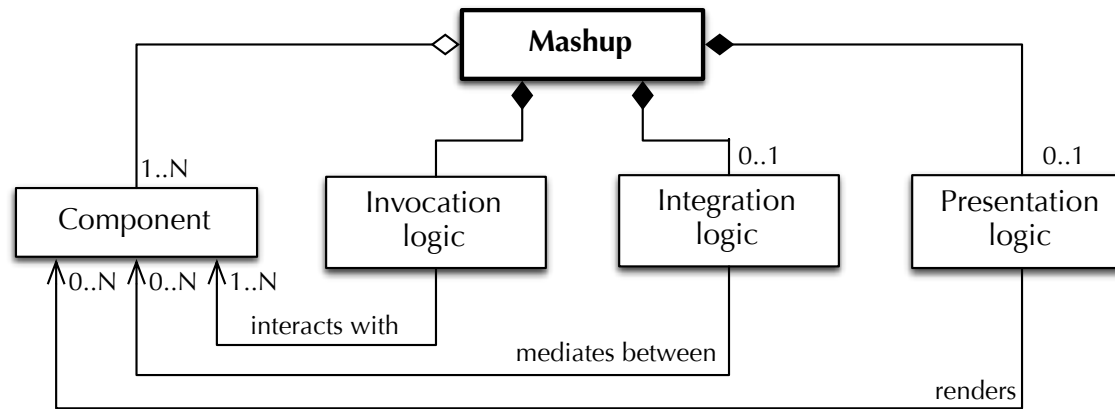 Mashup
1..N
0..1
0..1
Component
Invocation
logic
Integration
logic
Presentation
logic
0..N
0..N
1..N
interacts with
mediates between
renders